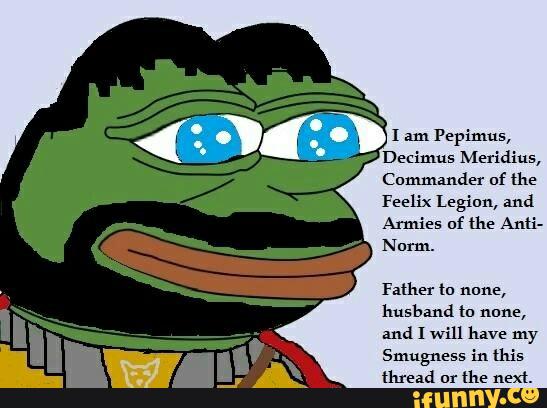 I am Pepimus,
Decimus Meridius,
Commander of the
Feelix Legion, and
Armies of the Anti-
Norm.
Father to none,
husband to none,
and I will have my
Smugness in this
thread or the next.
ifunny.co